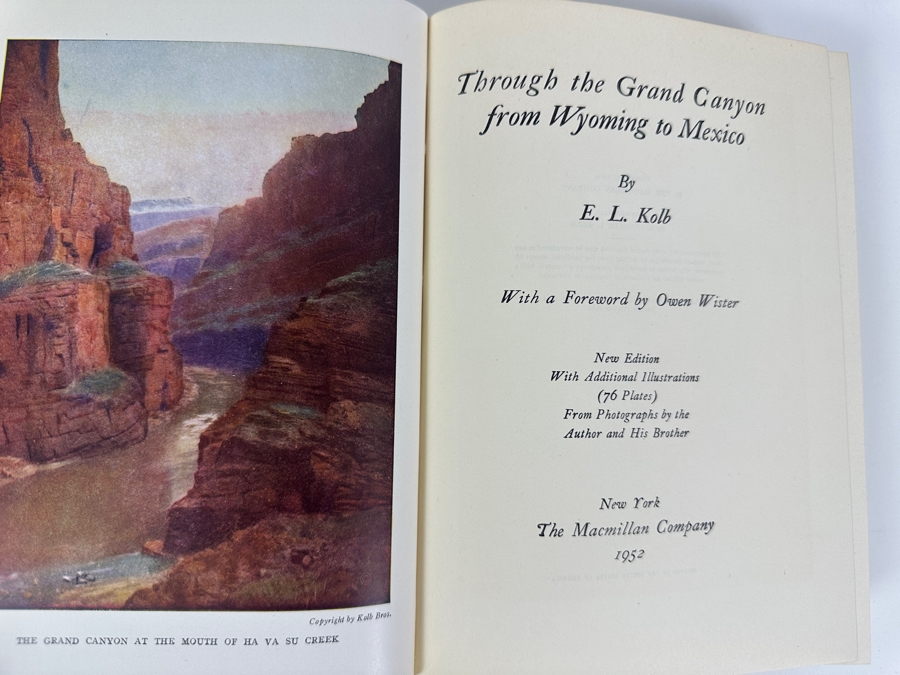 Copyright by Kolb Bros.
THE GRAND CANYON AT THE MOUTH OF HA VA SU CREEK
Through the Grand Canyon
from Wyoming to Mexico
By
E. L. Kolb
With a Foreword by Owen Wister
New Edition
With Additional Illustrations
(76 Plates)
From Photographs by the
Author and His Brother
New York
The Macmillan Company
1952